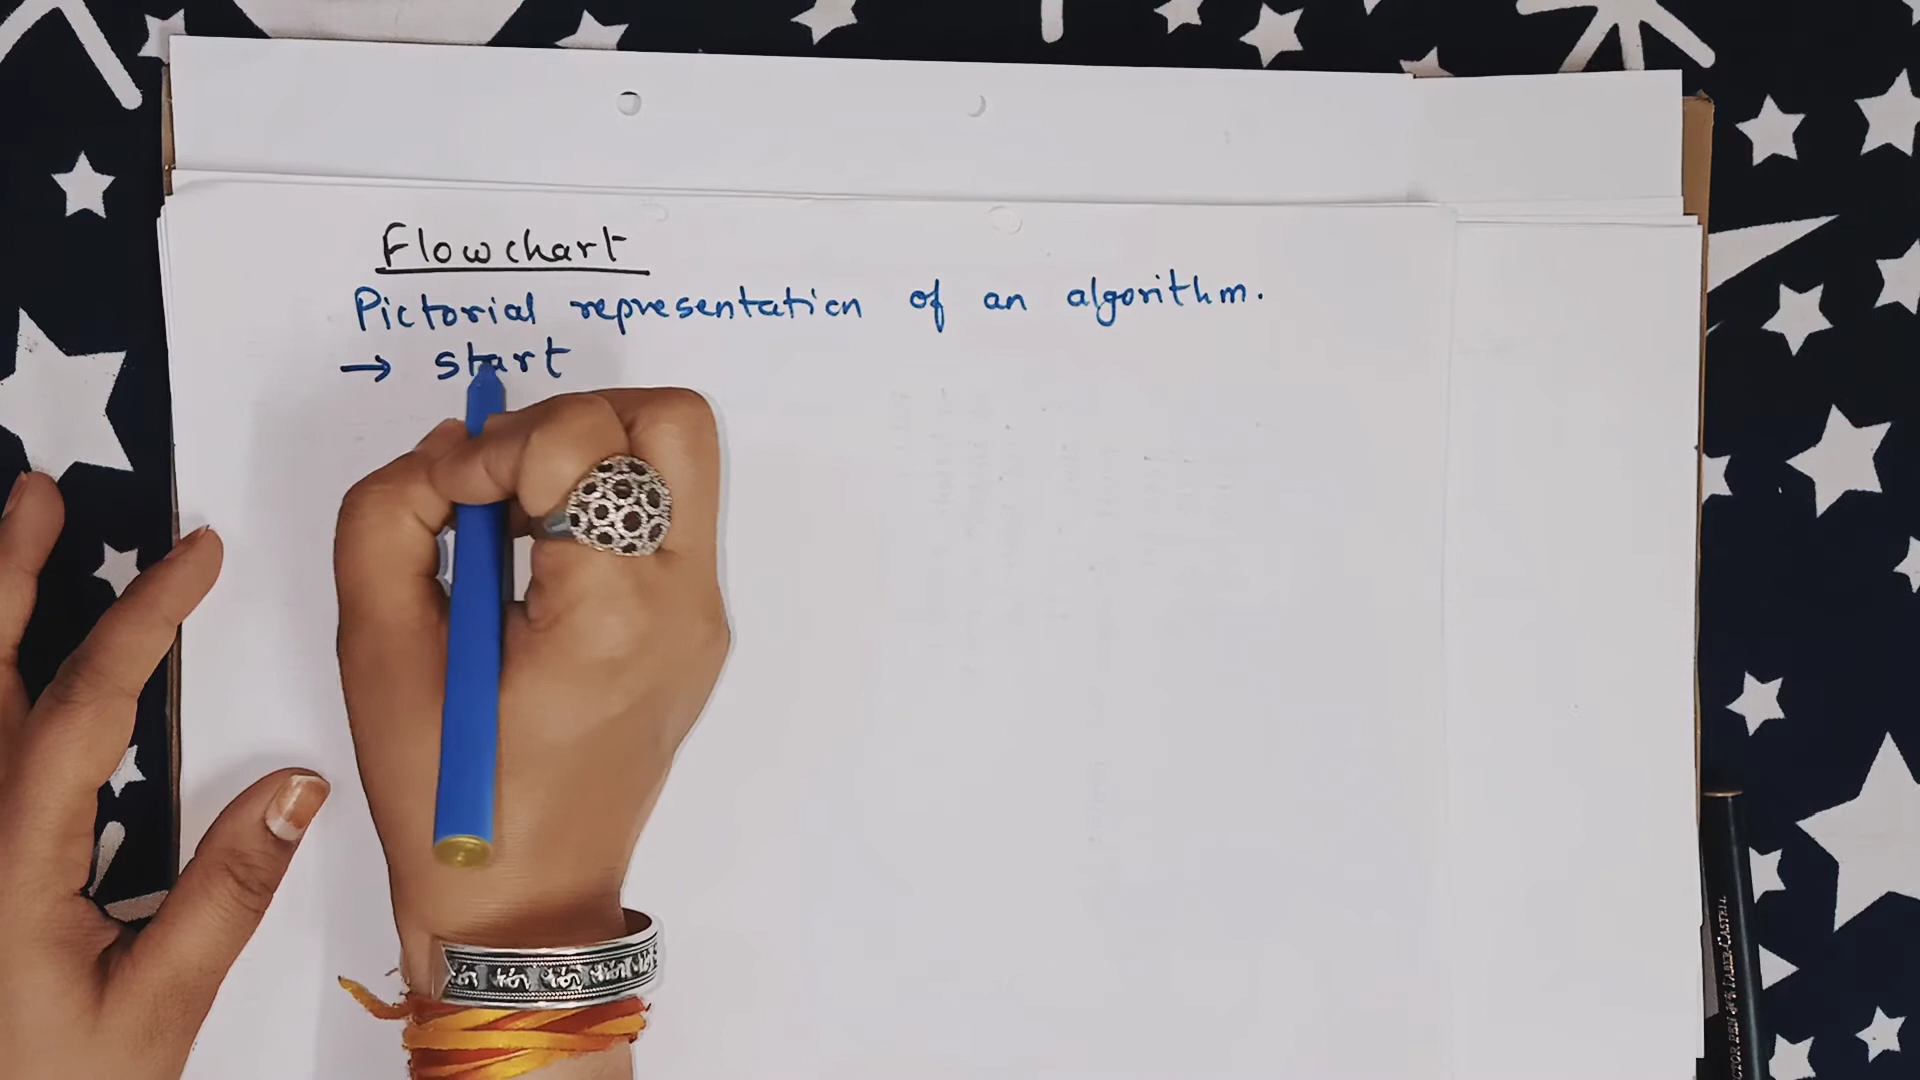 Flowchart
Pictorial representation of an algorithm.
→ start